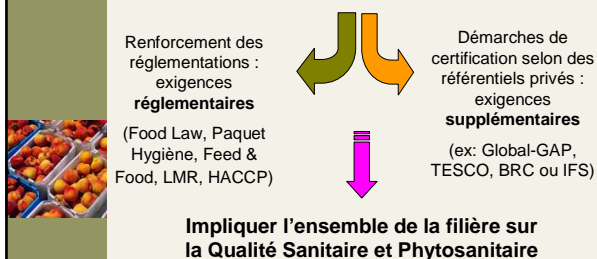 Renforcement des
réglementations :
exigences
réglementaires
(Food Law, Paquet
Hygiène, Feed &
Food, LMR, HACCP)
Démarches de
certification selon des
référentiels privés :
exigences
supplémentaires
(ex: Global-GAP,
TESCO, BRC ou IFS)
Impliquer l’ensemble de la filière sur
la Qualité Sanitaire et Phytosanitaire